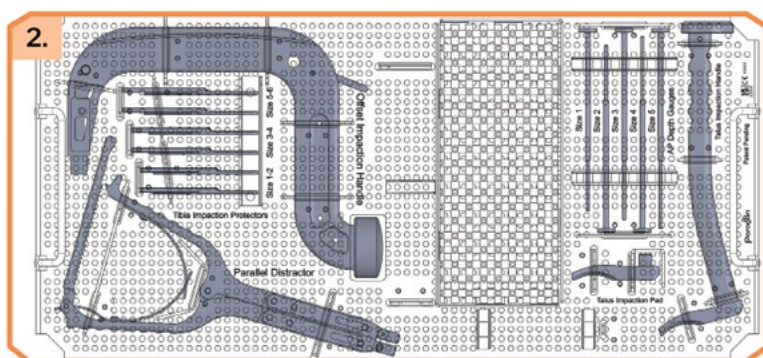 2.
Size 5-6
Size 3-4
Size 1-2
Tibia Impaction Protectors
Offset Impaction Handle
Parallel Distractor
Size 1
Size 2
Size 3
Size 4
Size 5
AP Depth Gauges
Talus Impaction Handle
Talus Impaction Pad
Patent Pending